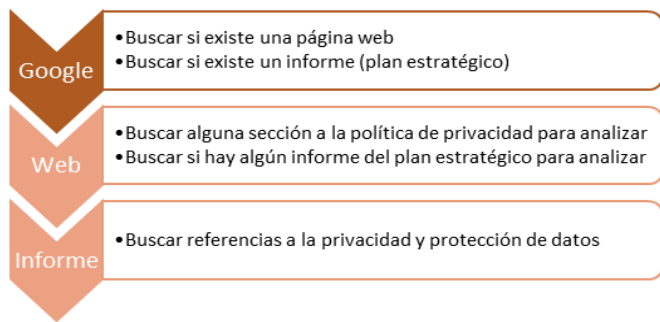 Google
•Buscar si existe una página web
•Buscar si existe un informe (plan estratégico)
Web
•Buscar alguna sección a la política de privacidad para analizar
•Buscar si hay algún informe del plan estratégico para analizar
Informe
•Buscar referencias a la privacidad y protección de datos